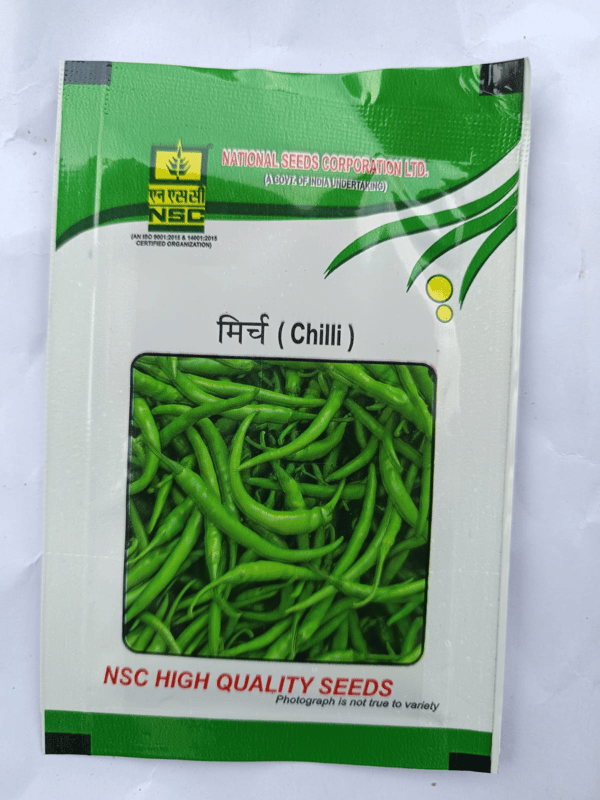 एन एस सी
NSC
(AN ISO 9001:2015 & 14001:2015
CERTIFIED ORGANIZATION)
NATIONAL SEEDS CORPORATION LTD.
(A GOVT. OF INDIA UNDERTAKING)
मिर्च ( Chilli )
NSC HIGH QUALITY SEEDS
Photograph is not true to variety